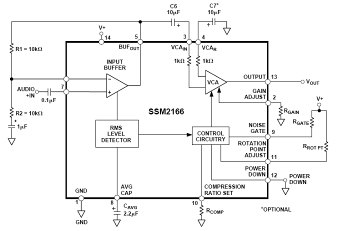 C6
10μF
C7*
10μF
V+
14
BUFOUT
5
VCAIN
3
VCAR
4
R1 = 10kΩ
INPUT
BUFFER
1kΩ
1kΩ
VCA
OUTPUT
13
VOUT
GAIN
ADJUST
2
RGAIN
AUDIO
+IN
0.1μF
7
R2 = 10kΩ
1μF
SSM2166
RMS
LEVEL
DETECTOR
CONTROL
CIRCUITRY
NOISE
GATE
9
RGATE
V+
ROTATION
POINT
ADJUST
11
RROT PT
POWER
DOWN
12
POWER
DOWN
GND
1
GND
AVG
CAP
8
CAVG
2.2μF
COMPRESSION
RATIO SET
10
RCOMP
*OPTIONAL